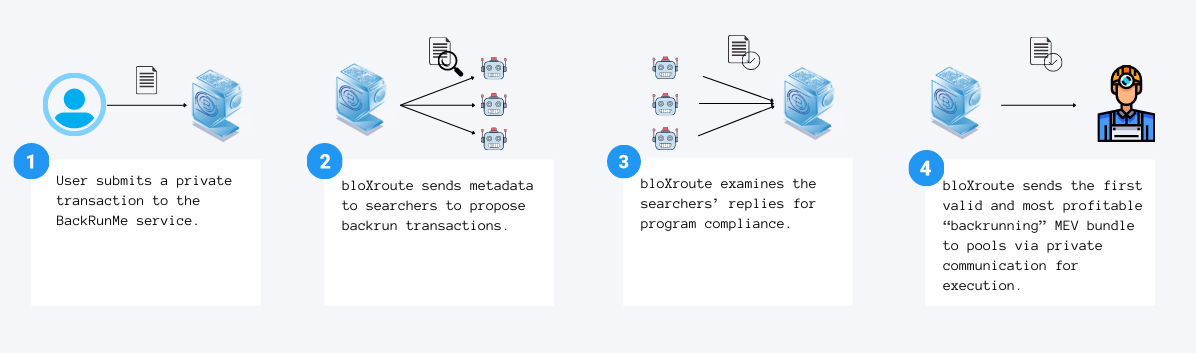 1
User submits a private
transaction to the
BackRunMe service.
2
bloXroute sends metadata
to searchers to propose
backrun transactions.
3
bloXroute examines the
searchers’ replies for
program compliance.
4
bloXroute sends the first
valid and most profitable
“backrunning” MEV bundle
to pools via private
communication for
execution.